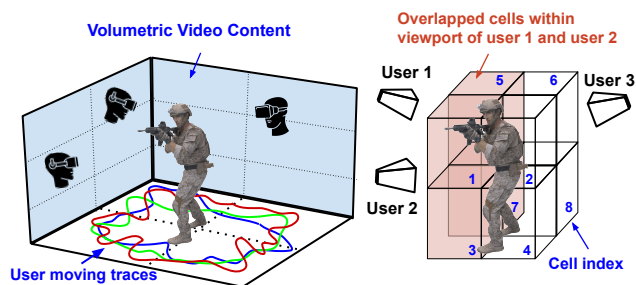 Volumetric Video Content
User moving traces
Overlapped cells within
viewport of user 1 and user 2
User 1
User 2
User 3
5
6
1
2
7
8
3
4
Cell index